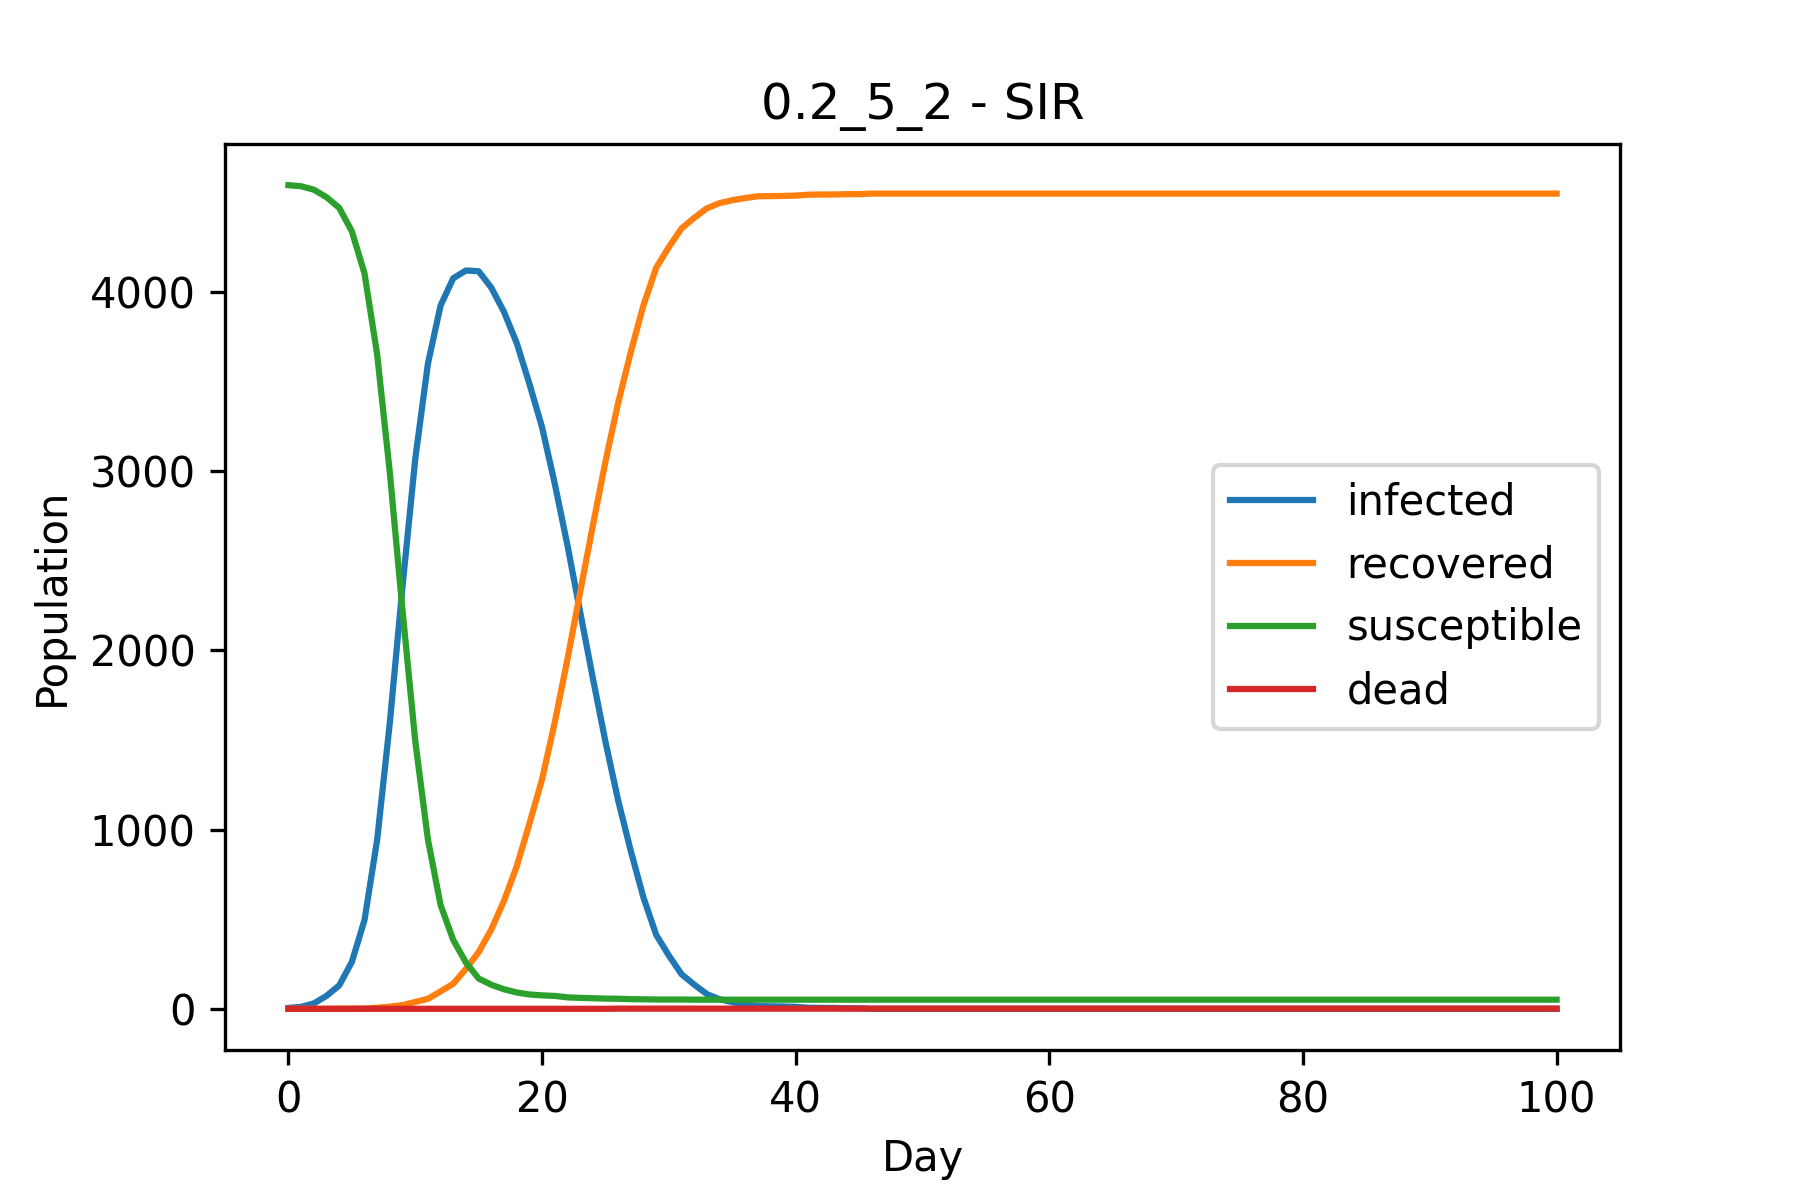 0.2_5_2 - SIR
Population
4000
3000
2000
1000
0
infected
recovered
susceptible
dead
0 20 40 60 80 100
Day